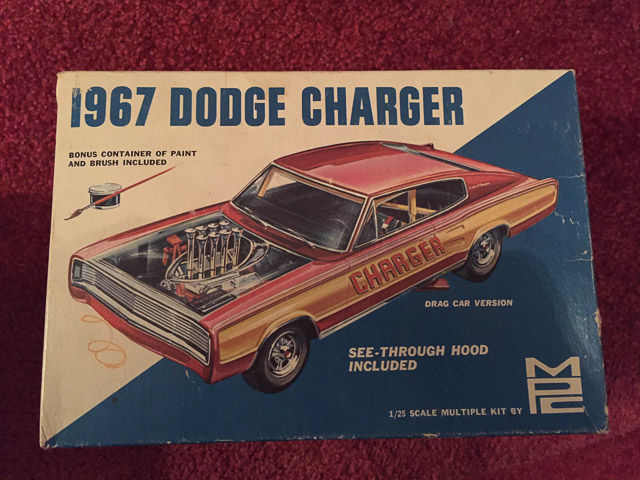 1967 DODGE CHARGER
BONUS CONTAINER OF PAINT
AND BRUSH INCLUDED
CHARGER
DRAG CAR VERSION
SEE-THROUGH HOOD
INCLUDED
1/25 SCALE MULTIPLE KIT BY
MPC